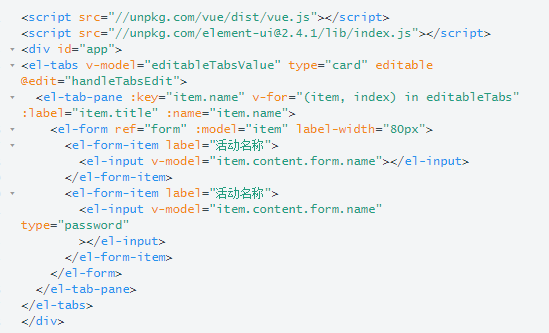 <script src="//unpkg.com/vue/dist/vue.js"></script>
<script src="//unpkg.com/element-ui@2.4.1/lib/index.js"></script>
<div id="app">
<el-tabs v-model="editableTabsValue" type="card" editable
@edit="handleTabsEdit">
<el-tab-pane :key="item.name" v-for="(item, index) in editableTabs"
:label="item.title" :name="item.name">
<el-form ref="form" :model="item" label-width="80px">
<el-form-item label="活动名称">
<el-input v-model="item.content.form.name"></el-input>
</el-form-item>
<el-form-item label="活动名称">
<el-input v-model="item.content.form.name"
type="password"
></el-input>
</el-form-item>
</el-form>
</el-tab-pane>
</el-tabs>
</div>